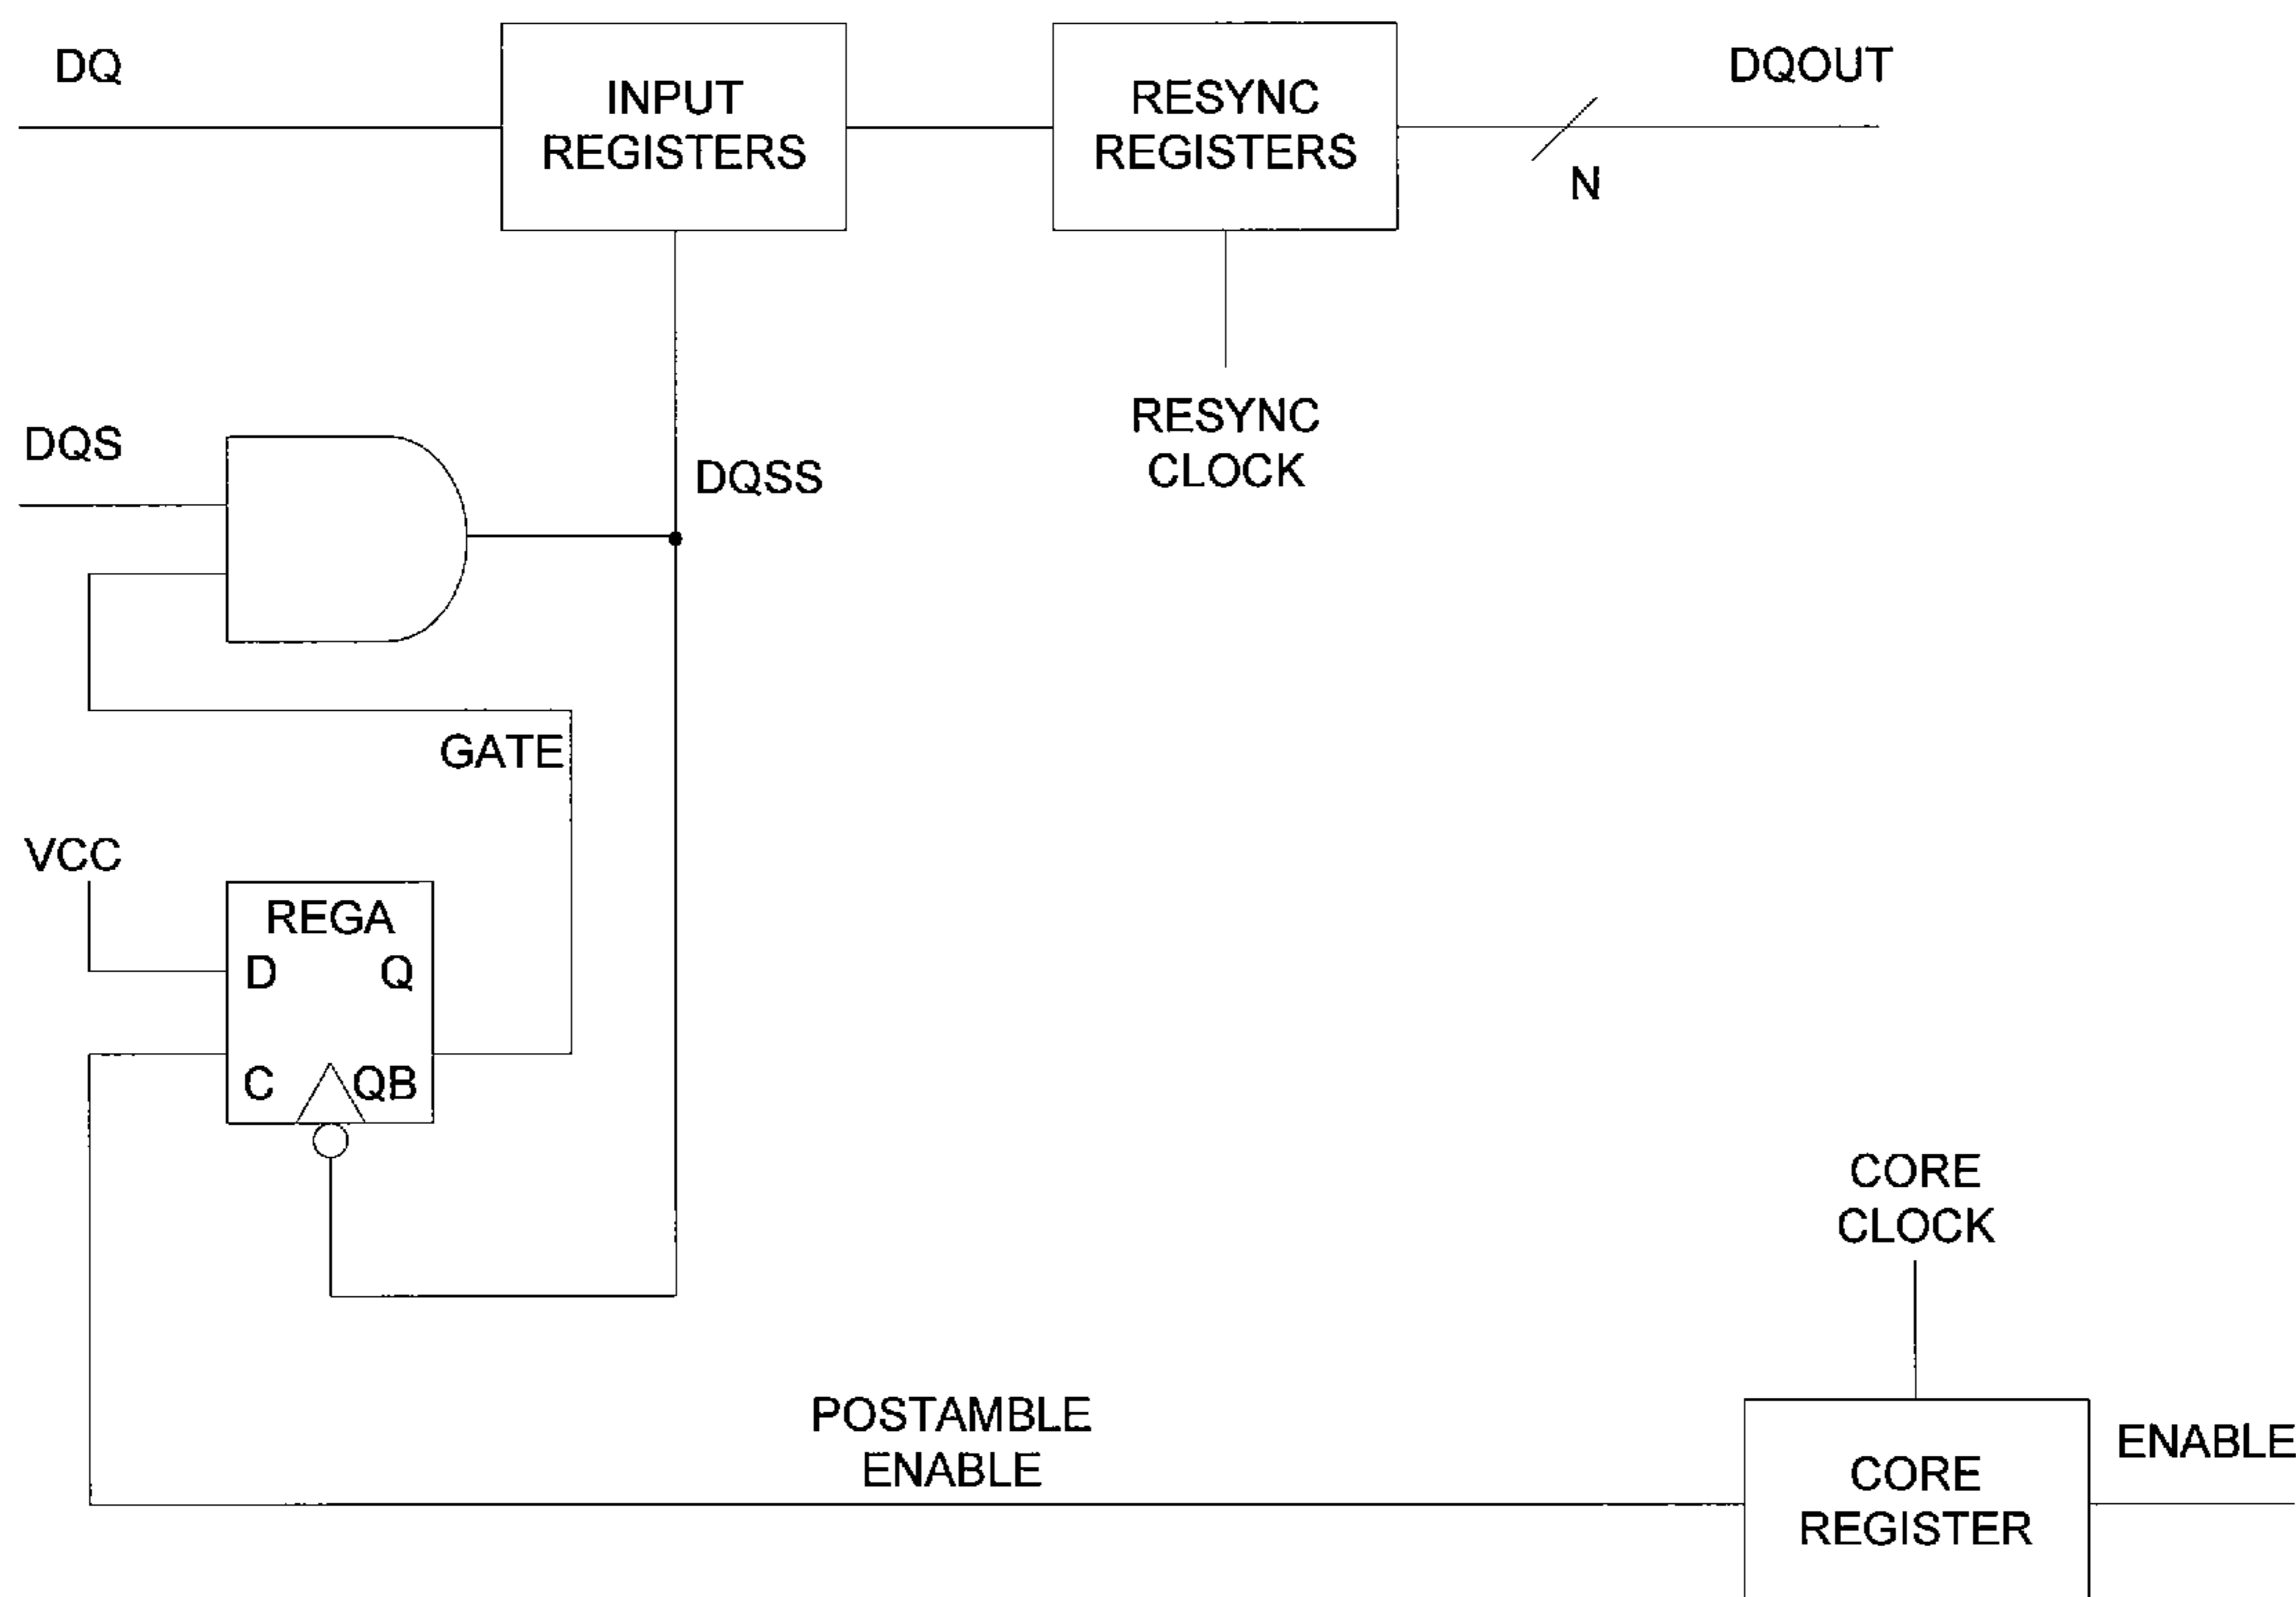 DQ
INPUT
REGISTERS
RESYNC
REGISTERS
DQOUT
N
DQS
DQSS
RESYNC
CLOCK
GATE
VCC
REGA
D
Q
C
QB
CORE
CLOCK
POSTAMBLE
ENABLE
CORE
REGISTER
ENABLE